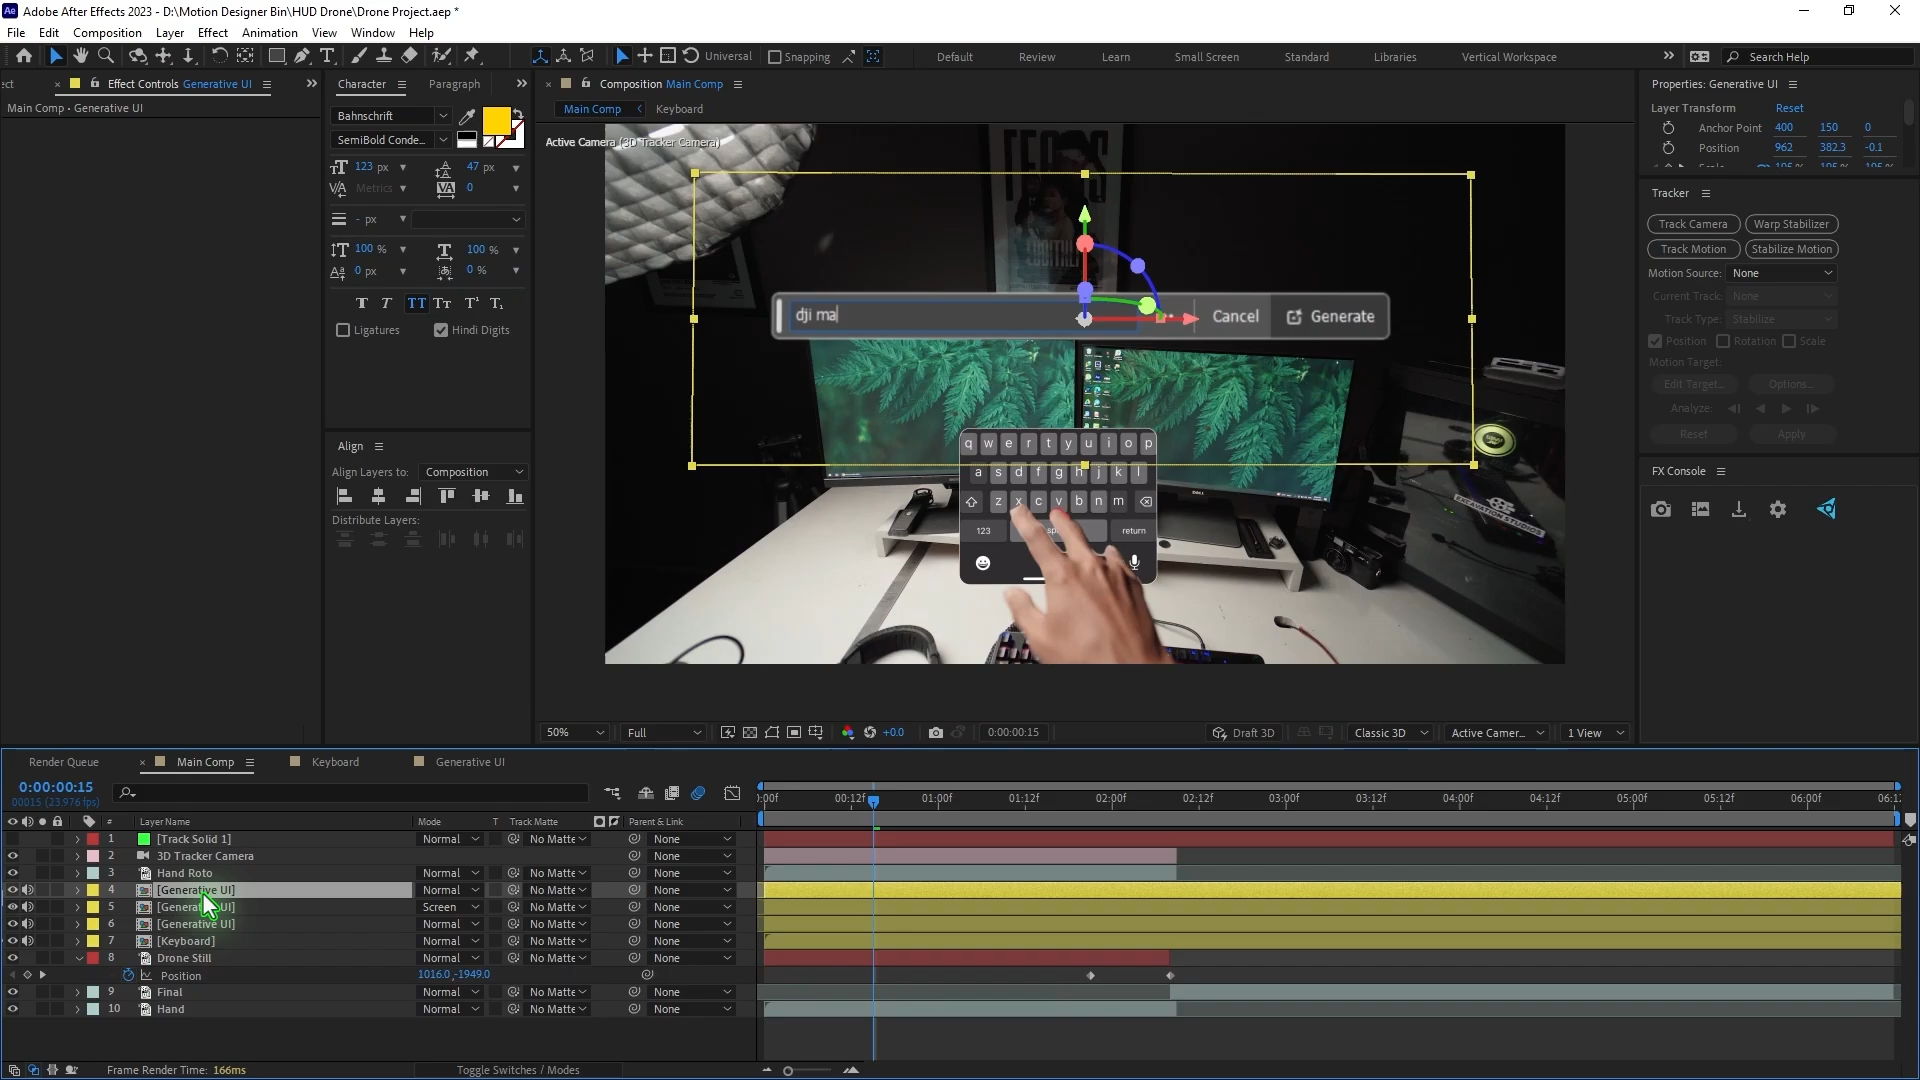 Adobe After Effects 2023 - D:\Motion Designer Bin\HUD Drone\Drone Project.aep *
File Edit Composition Layer Effect Animation View Window Help
Universal Snapping Default Review Learn Small Screen Standard Libraries Vertical Workspace Search Help
ect Effect Controls Generative UI
Main Comp • Generative UI
Character Paragraph
Bahnschrift
SemiBold Conde...
123 px 47 px
Metrics 0
- px
100 % 100 %
0 px 0 %
Ligatures Hindi Digits
Align
Align Layers to: Composition
Distribute Layers:
Composition Main Comp
Main Comp Keyboard
Active Camera (3D Tracker Camera)
dji ma
Cancel Generate
q w e r t y u i o p
a s d f g h j k l
z x c v b n m
123 sp return
50% Full +0.0 0:00:00:15 Draft 3D Classic 3D Active Camer... 1 View
Properties: Generative UI
Layer Transform Reset
Anchor Point 400 150 0
Position 962 382.3 -0.1
Scale 195 % 195 % 195 %
Tracker
Track Camera Warp Stabilizer
Track Motion Stabilize Motion
Motion Source: None
Current Track: None
Track Type: Stabilize
Position Rotation Scale
Motion Target:
Edit Target... Options...
Analyze:
Reset Apply
FX Console
Render Queue Main Comp Keyboard Generative UI
0:00:00:15
00015 (23.976 fps)
# Layer Name Mode T Track Matte Parent & Link
:00f 00:12f 01:00f 01:12f 02:00f 02:12f 03:00f 03:12f 04:00f 04:12f 05:00f 05:12f 06:00f 06:12
1 [Track Solid 1] Normal No Matte None
2 3D Tracker Camera None
3 Hand Roto Normal No Matte None
4 [Generative UI] Normal No Matte None
5 [Generative UI] Screen No Matte None
6 [Generative UI] Normal No Matte None
7 [Keyboard] Normal No Matte None
8 Drone Still Normal No Matte None
Position 1016.0,-1949.0
9 Final Normal No Matte None
10 Hand Normal No Matte None
Frame Render Time: 166ms Toggle Switches / Modes